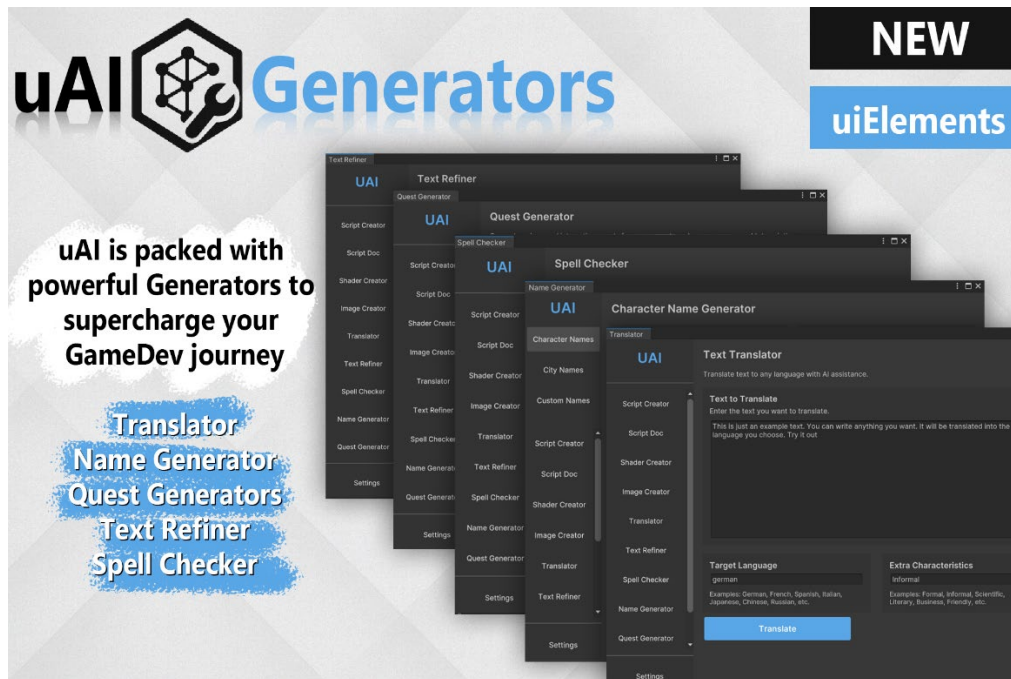 uAI Generators
NEW
uiElements
uAI is packed with
powerful Generators to
supercharge your
GameDev journey
Translator
Name Generator
Quest Generators
Text Refiner
Spell Checker
Text Refiner
UAI
Text Refiner
Script Creator
Script Doc
Shader Creator
Image Creator
Translator
Text Refiner
Spell Checker
Name Generator
Quest Generator
Settings
Quest Generator
UAI
Quest Generator
Script Creato
Script Doc
Shader Creato
Image Creato
Translator
Text Refiner
Spell Checker
Name Generat
Quest Generat
Settings
Spell Checker
UAI
Spell Checker
Script Creator
Script Doc
Shader Creator
Image Creator
Translator
Text Refiner
Spell Checker
Name Generator
Quest Generator
Settings
Name Generator
UAI
Character Name Generator
Character Names
City Names
Custom Names
Script Creator
Script Doc
Shader Creator
Image Creator
Translator
Text Refiner
Settings
Translator
UAI
Text Translator
Translate text to any language with AI assistance.
Script Creator
Script Doc
Shader Creator
Image Creator
Translator
Text Refiner
Spell Checker
Name Generator
Quest Generator
Settings
Text to Translate
Enter the text you want to translate.
This is just an example text. You can write anything you want. It will be translated into the
language you choose. Try it out
Target Language
german
Examples: German, French, Spanish, Italian,
Japanese, Chinese, Russian, etc.
Extra Characteristics
Informal
Examples: Formal, Informal, Scientific,
Literary, Business, Friendly, etc.
Translate